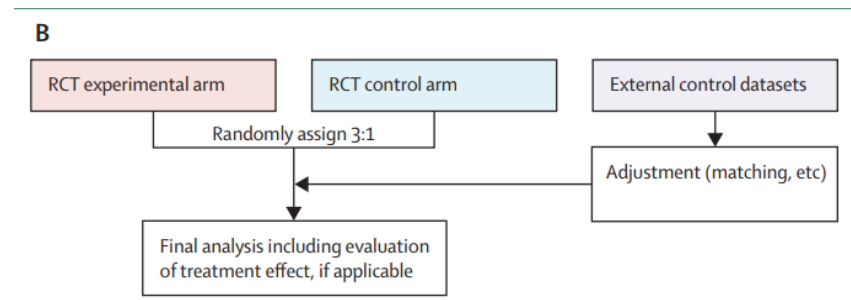 B
RCT experimental arm
RCT control arm
External control datasets
Randomly assign 3:1
Adjustment (matching, etc)
Final analysis including evaluation
of treatment effect, if applicable